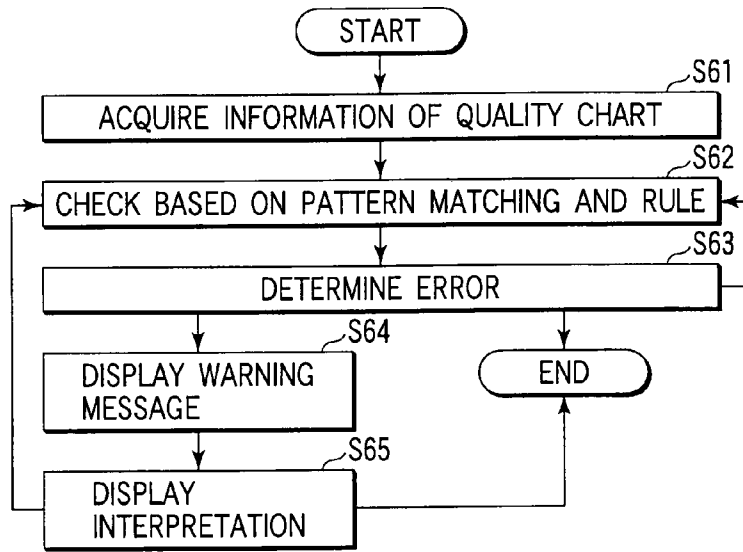 START
S61
ACQUIRE INFORMATION OF QUALITY CHART
S62
CHECK BASED ON PATTERN MATCHING AND RULE
S63
DETERMINE ERROR
S64
DISPLAY WARNING
MESSAGE
END
S65
DISPLAY
INTERPRETATION